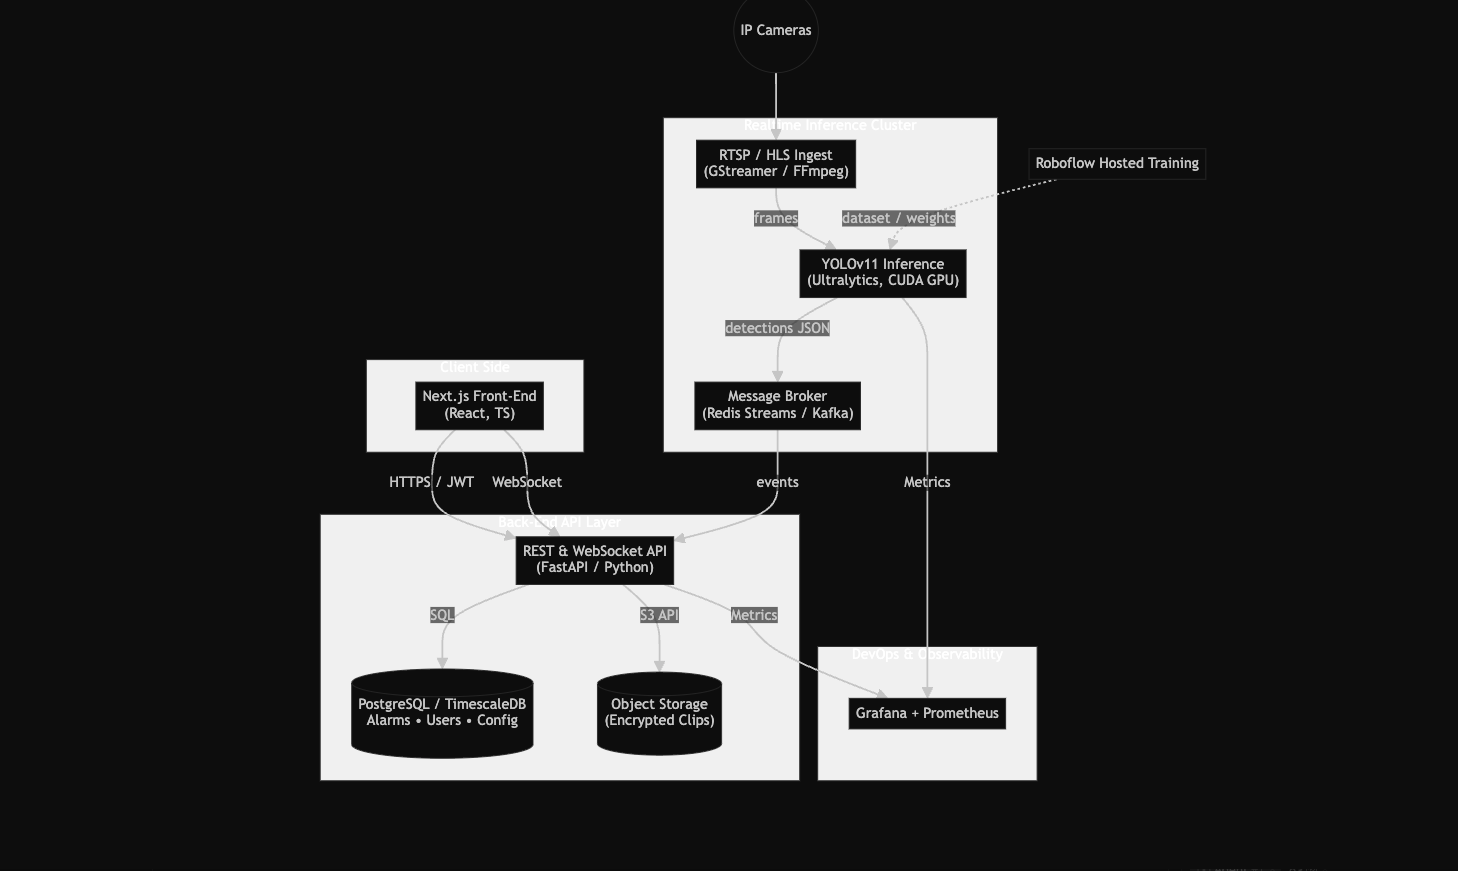 IP Cameras
Real-time Inference Cluster
RTSP / HLS Ingest
(GStreamer / FFmpeg)
Roboflow Hosted Training
frames
dataset / weights
YOLOv11 Inference
(Ultralytics, CUDA GPU)
detections JSON
Client Side
Next.js Front-End
(React, TS)
Message Broker
(Redis Streams / Kafka)
HTTPS / JWT
WebSocket
events
Metrics
Back-End API Layer
REST & WebSocket API
(FastAPI / Python)
SQL
S3 API
Metrics
DevOps & Observability
PostgreSQL / TimescaleDB
Alarms • Users • Config
Object Storage
(Encrypted Clips)
Grafana + Prometheus